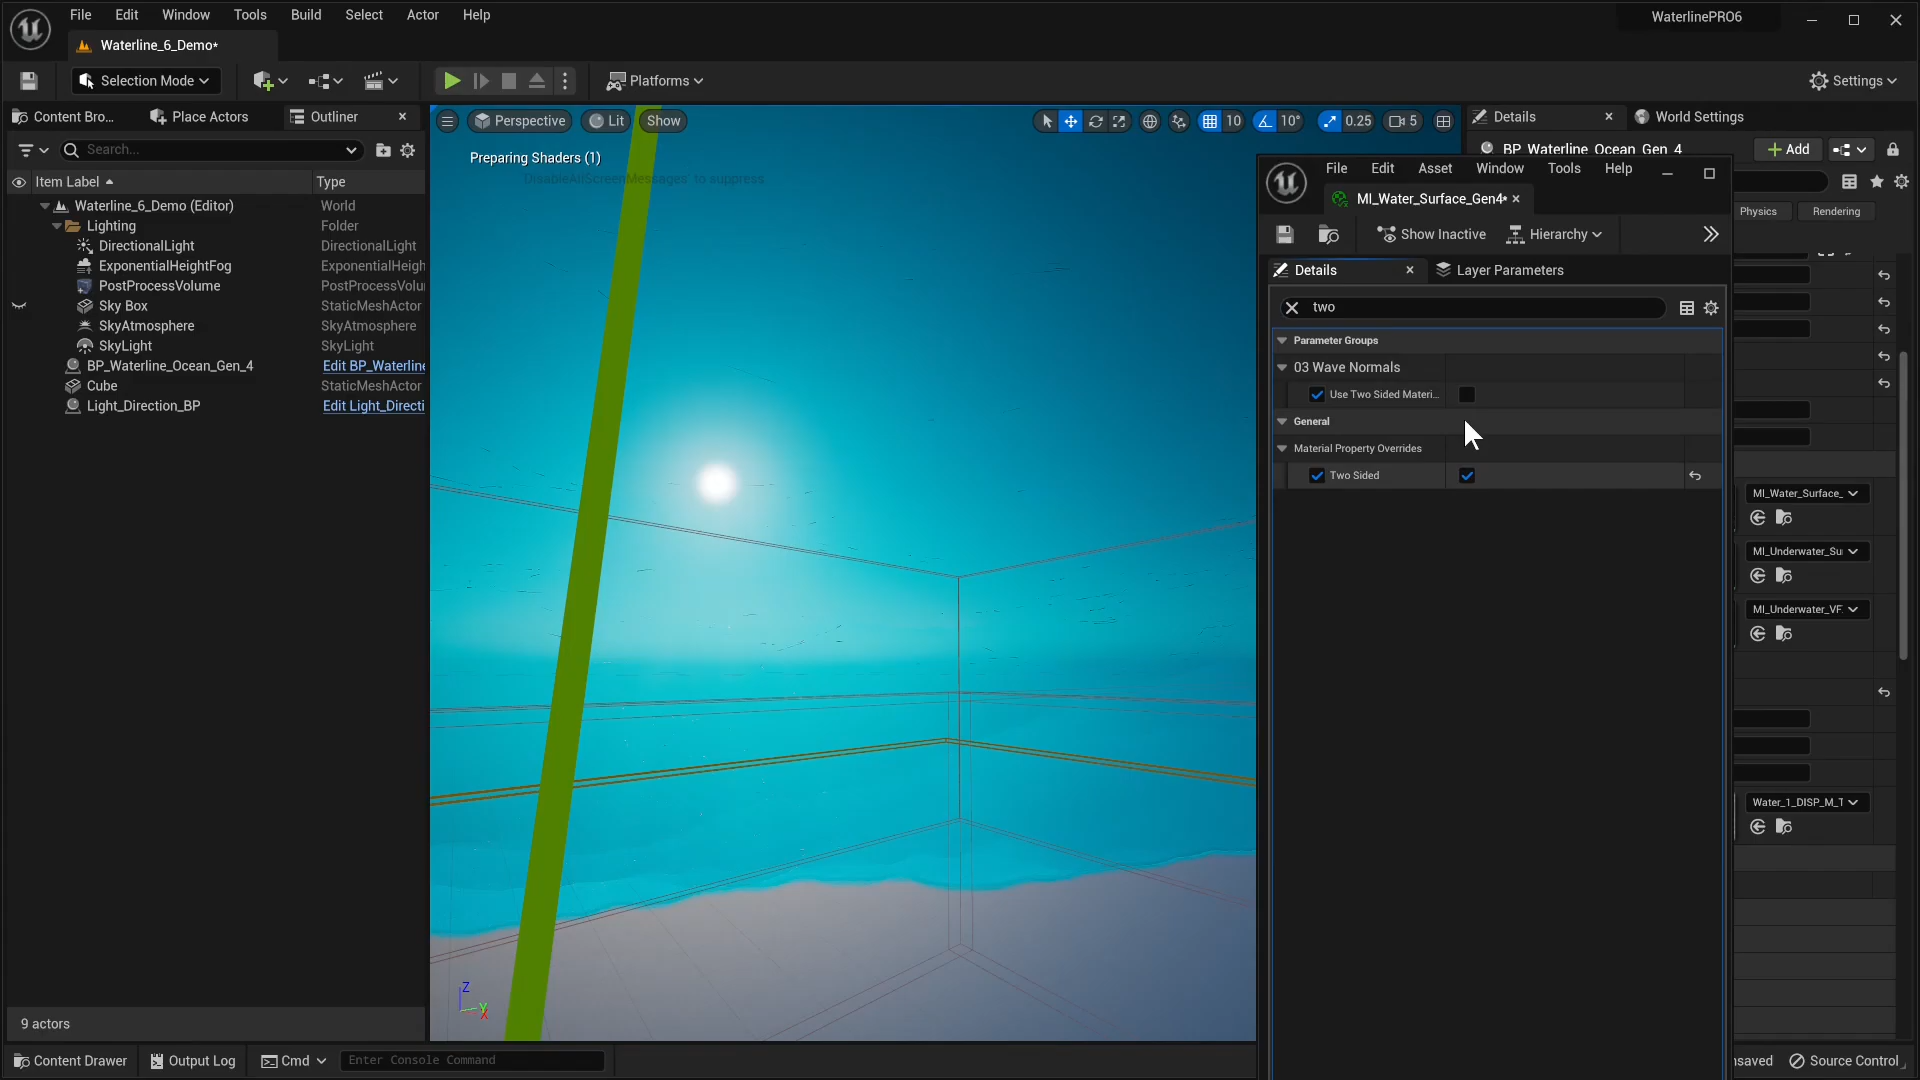 File Edit Window Tools Build Select Actor Help
WaterlinePRO6
Waterline_6_Demo*
Selection Mode
Platforms
Settings
Content Bro...
Place Actors
Outliner
Search...
Item Label
Type
Waterline_6_Demo (Editor) World
Lighting Folder
DirectionalLight DirectionalLight
ExponentialHeightFog ExponentialHeigh
PostProcessVolume PostProcessVolu
Sky Box StaticMeshActor
SkyAtmosphere SkyAtmosphere
SkyLight SkyLight
BP_Waterline_Ocean_Gen_4 Edit BP_Waterline
Cube StaticMeshActor
Light_Direction_BP Edit Light_Directi
9 actors
Perspective Lit Show
10 10° 0.25 5
Preparing Shaders (1)
'DisableAllScreenMessages' to suppress
Z
Y
X
Details
World Settings
BP_Waterline_Ocean_Gen_4
Add
Physics Rendering
File Edit Asset Window Tools Help
MI_Water_Surface_Gen4*
Show Inactive Hierarchy
Details Layer Parameters
two
Parameter Groups
03 Wave Normals
Use Two Sided Materi...
General
Material Property Overrides
Two Sided
MI_Water_Surface_
MI_Underwater_Su
MI_Underwater_VF
Water_1_DISP_M_T
Content Drawer Output Log Cmd Enter Console Command
nsaved Source Control